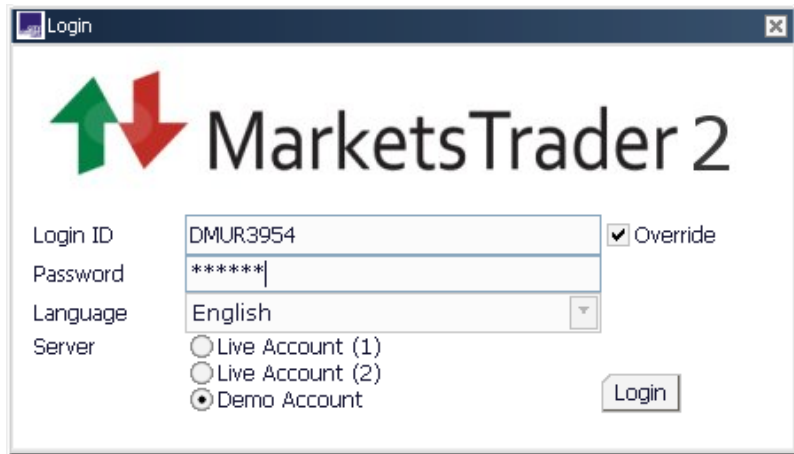 Login
MarketsTrader 2
Login ID DMUR3954 Override
Password ******
Language English
Server Live Account (1)
Live Account (2)
Demo Account
Login